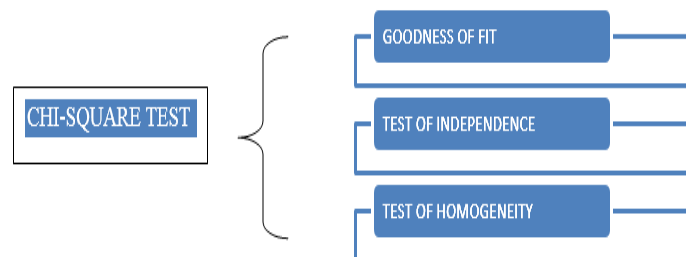 CHI-SQUARE TEST
GOODNESS OF FIT
TEST OF INDEPENDENCE
TEST OF HOMOGENEITY